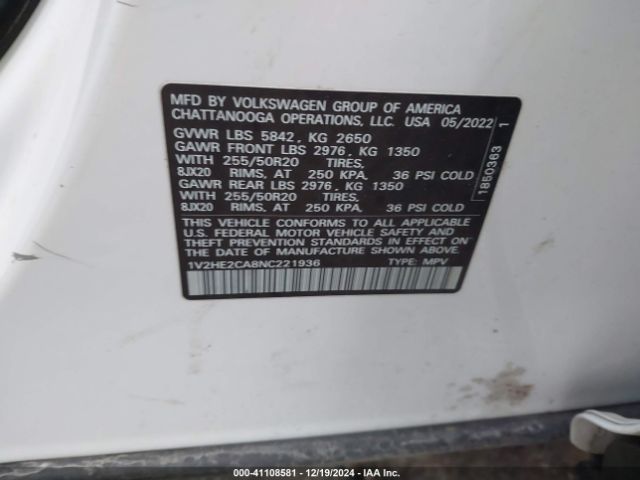 MFD BY VOLKSWAGEN GROUP OF AMERICA
CHATTANOOGA OPERATIONS, LLC. USA 05/2022
GVWR LBS 5842, KG 2650
GAWR FRONT LBS 2976, KG 1350
WITH 255/50R20 TIRES,
8JX20 RIMS, AT 250 KPA, 36 PSI COLD
GAWR REAR LBS 2976, KG 1350
WITH 255/50R20 TIRES,
8JX20 RIMS, AT 250 KPA, 36 PSI COLD
THIS VEHICLE CONFORMS TO ALL APPLICABLE
U.S. FEDERAL MOTOR VEHICLE SAFETY AND
THEFT PREVENTION STANDARDS IN EFFECT ON
THE DATE OF MANUFACTURE SHOWN ABOVE.
1V2HE2CA8NC221936 TYPE: MPV
1850363 1
000-41108581 - 12/19/2024 - IAA Inc.